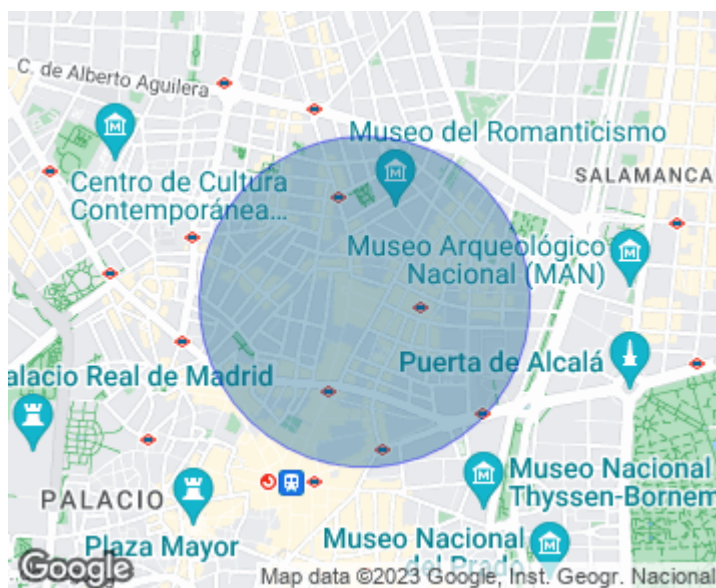 C. de Alberto Aguilera
Museo del Romanticismo
Centro de Cultura
Contemporánea...
SALAMANCA
Museo Arqueológico
Nacional (MAN)
Puerta de Alcalá
alacio Real de Madrid
PALACIO
Plaza Mayor
Museo Nacional
Thyssen-Bornem
Museo Nacional
del Prado
Google
Map data ©2023 Google, Inst. Geogr. Nacional